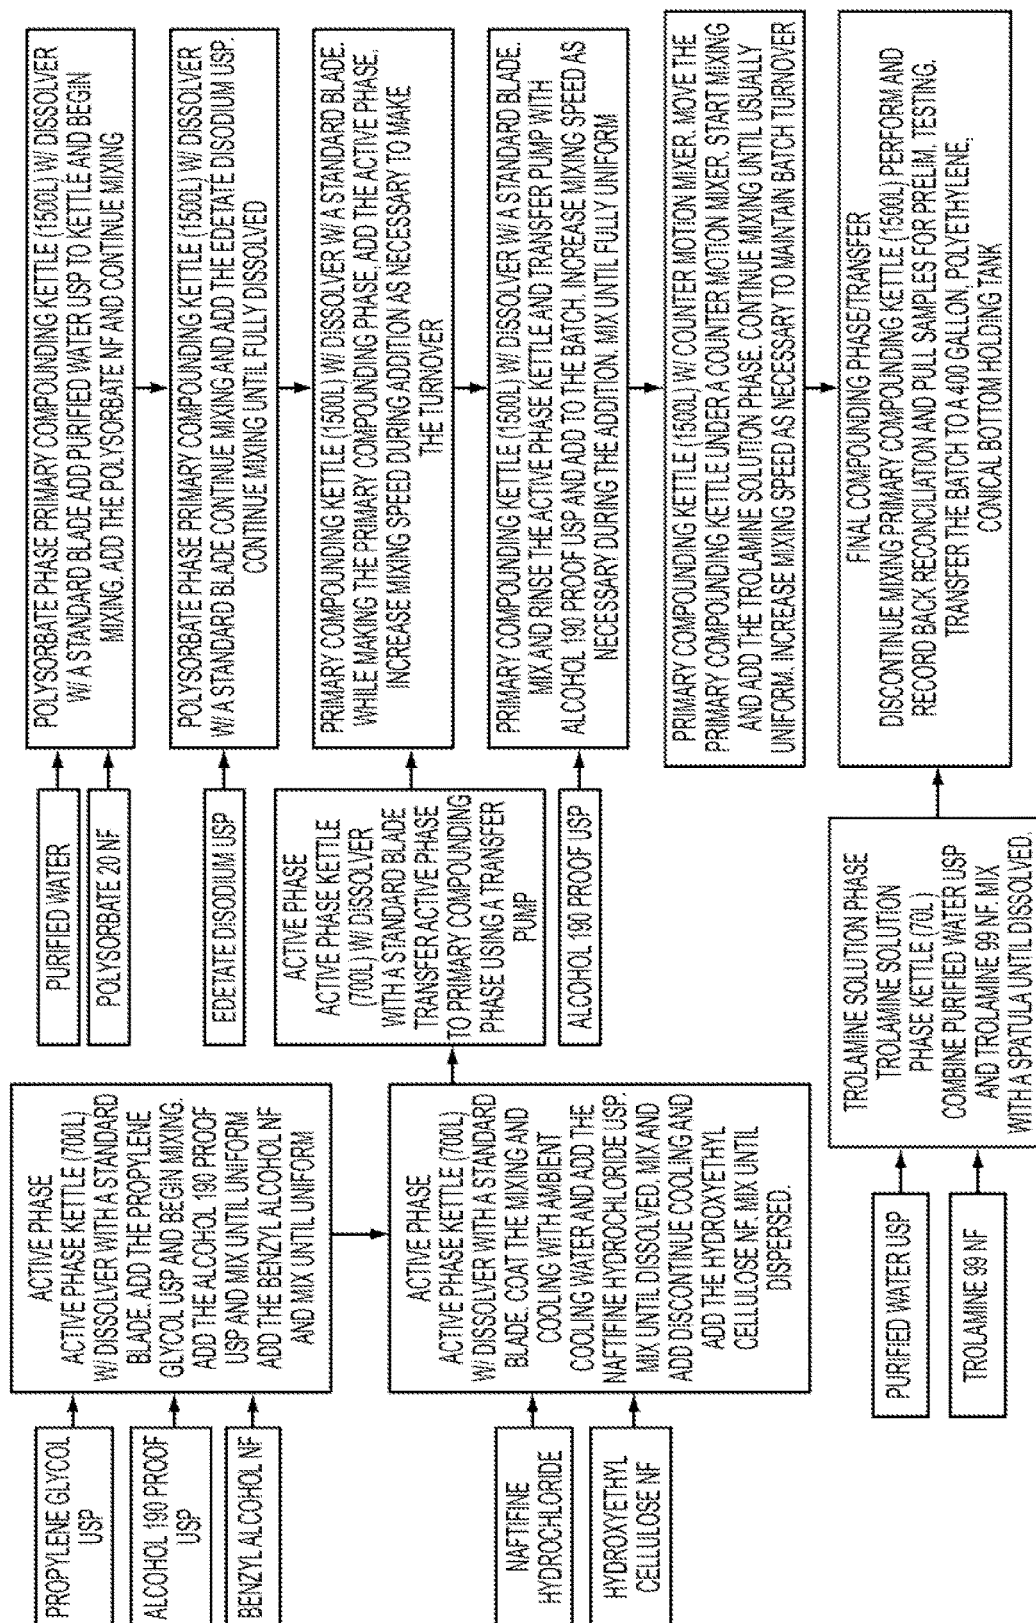 PROPYLENE GLYCOL
USP
ALCOHOL 190 PROOF
USP
BENZYL ALCOHOL NF
ACTIVE PHASE
ACTIVE PHASE KETTLE (700L)
W/ DISSOLVER WITH A STANDARD
BLADE. ADD THE PROPYLENE
GLYCOL USP AND BEGIN MIXING.
ADD THE ALCOHOL 190 PROOF
USP AND MIX UNTIL UNIFORM
ADD THE BENZYL ALCOHOL NF
AND MIX UNTIL UNIFORM
NAFTIFINE
HYDROCHLORIDE
HYDROXYETHYL
CELLULOSE NF
ACTIVE PHASE
ACTIVE PHASE KETTLE (700L)
W/ DISSOLVER WITH A STANDARD
BLADE. COAT THE MIXING AND
COOLING WITH AMBIENT
COOLING WATER AND ADD THE
NAFTIFINE HYDROCHLORIDE USP.
MIX UNTIL DISSOLVED. MIX AND
ADD DISCONTINUE COOLING AND
ADD THE HYDROXYETHYL
CELLULOSE NF. MIX UNTIL
DISPERSED.
PURIFIED WATER
POLYSORBATE 20 NF
POLYSORBATE PHASE PRIMARY COMPOUNDING KETTLE (1500L) W/ DISSOLVER
W/ A STANDARD BLADE ADD PURIFIED WATER USP TO KETTLE AND BEGIN
MIXING. ADD THE POLYSORBATE NF AND CONTINUE MIXING
EDETATE DISODIUM USP
POLYSORBATE PHASE PRIMARY COMPOUNDING KETTLE (1500L) W/ DISSOLVER
W/ A STANDARD BLADE CONTINUE MIXING AND ADD THE EDETATE DISODIUM USP.
CONTINUE MIXING UNTIL FULLY DISSOLVED
ACTIVE PHASE
ACTIVE PHASE KETTLE
(700L) W/ DISSOLVER
WITH A STANDARD BLADE
TRANSFER ACTIVE PHASE
TO PRIMARY COMPOUNDING
PHASE USING A TRANSFER
PUMP
PRIMARY COMPOUNDING KETTLE (1500L) W/ DISSOLVER W/ A STANDARD BLADE.
WHILE MAKING THE PRIMARY COMPOUNDING PHASE, ADD THE ACTIVE PHASE.
INCREASE MIXING SPEED DURING ADDITION AS NECESSARY TO MAKE
THE TURNOVER
ALCOHOL 190 PROOF USP
PRIMARY COMPOUNDING KETTLE (1500L) W/ DISSOLVER W/ A STANDARD BLADE.
MIX AND RINSE THE ACTIVE PHASE KETTLE AND TRANSFER PUMP WITH
ALCOHOL 190 PROOF USP AND ADD TO THE BATCH. INCREASE MIXING SPEED AS
NECESSARY DURING THE ADDITION. MIX UNTIL FULLY UNIFORM
PRIMARY COMPOUNDING KETTLE (1500L) W/ COUNTER MOTION MIXER. MOVE THE
PRIMARY COMPOUNDING KETTLE UNDER A COUNTER MOTION MIXER. START MIXING
AND ADD THE TROLAMINE SOLUTION PHASE. CONTINUE MIXING UNTIL USUALLY
UNIFORM. INCREASE MIXING SPEED AS NECESSARY TO MAINTAIN BATCH TURNOVER
PURIFIED WATER USP
TROLAMINE 99 NF
TROLAMINE SOLUTION PHASE
TROLAMINE SOLUTION
PHASE KETTLE (70L)
COMBINE PURIFIED WATER USP
AND TROLAMINE 99 NF. MIX
WITH A SPATULA UNTIL DISSOLVED.
FINAL COMPOUNDING PHASE/TRANSFER
DISCONTINUE MIXING PRIMARY COMPOUNDING KETTLE (1500L) PERFORM AND
RECORD BACK RECONCILIATION AND PULL SAMPLES FOR PRELIM. TESTING.
TRANSFER THE BATCH TO A 400 GALLON, POLYETHYLENE,
CONICAL BOTTOM HOLDING TANK